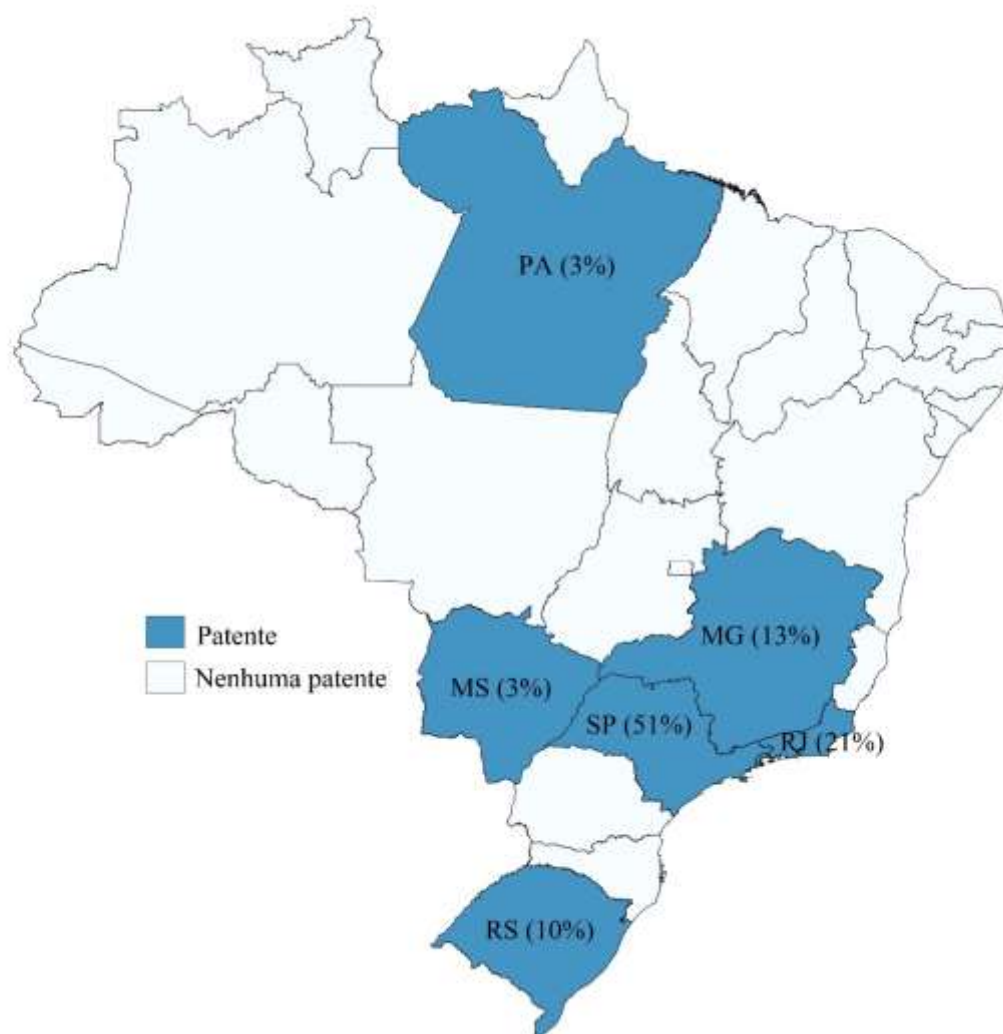 PA (3%)
Patente
Nenhuma patente
MG (13%)
MS (3%)
SP (51%)
RJ (21%)
RS (10%)